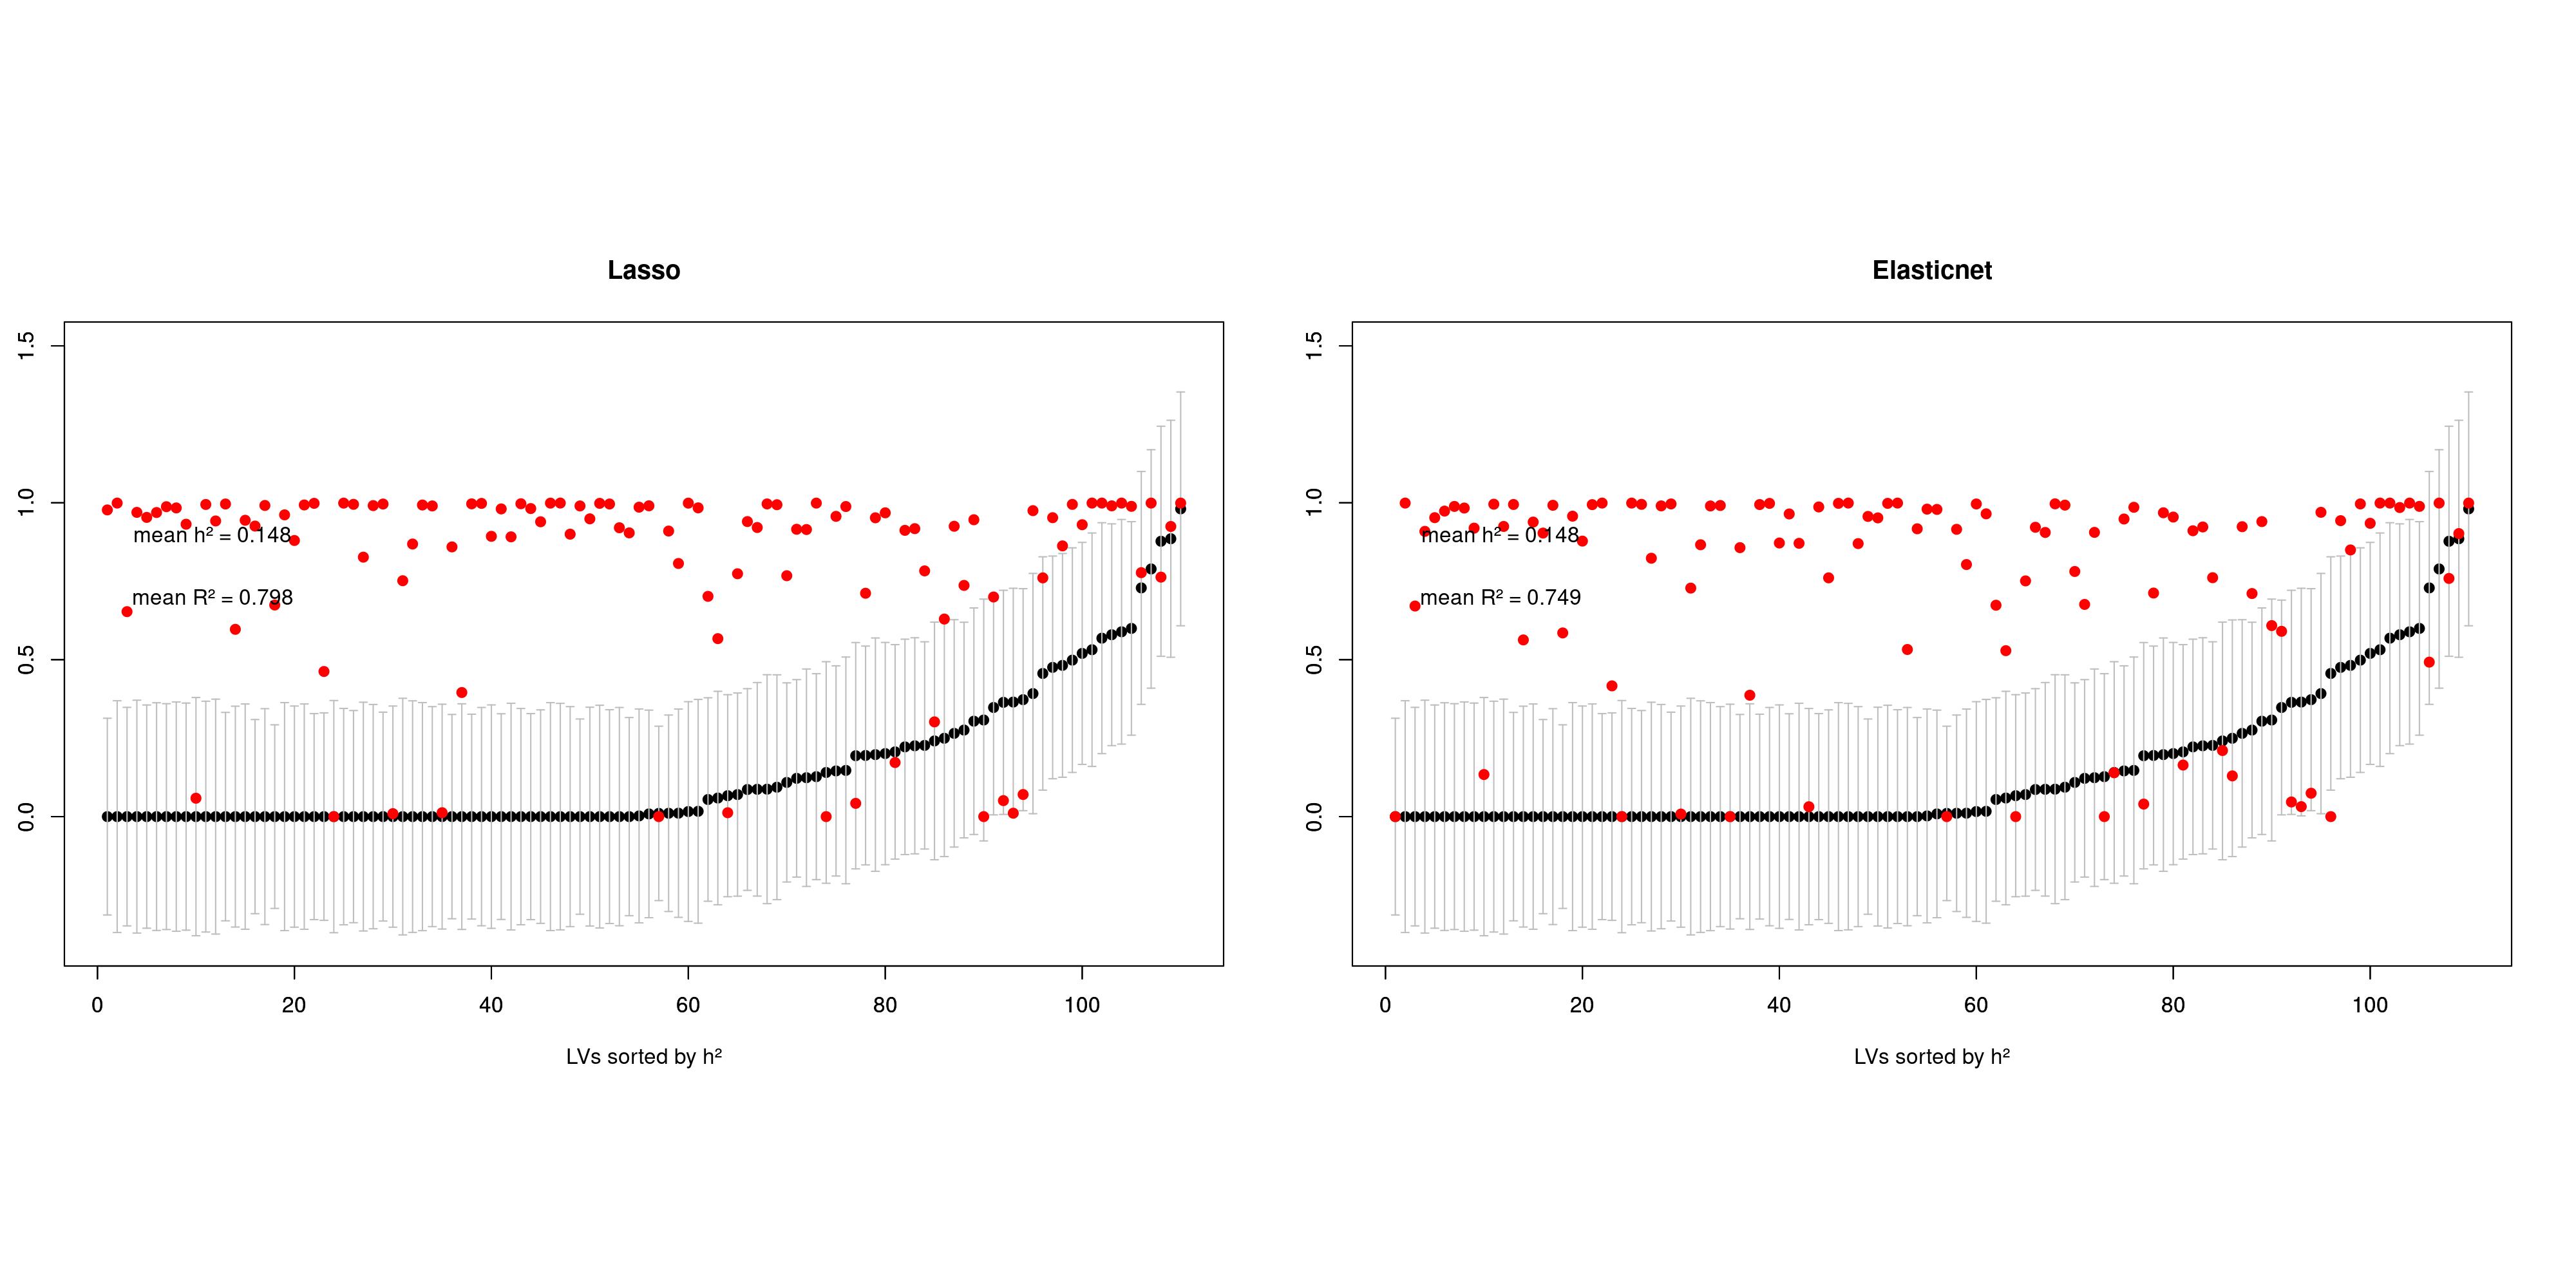 Lasso
1.5
1.0
0.5
0.0
mean h² = 0.148
mean R² = 0.798
0 20 40 60 80 100
LVs sorted by h²
Elasticnet
1.5
1.0
0.5
0.0
mean h² = 0.148
mean R² = 0.749
0 20 40 60 80 100
LVs sorted by h²